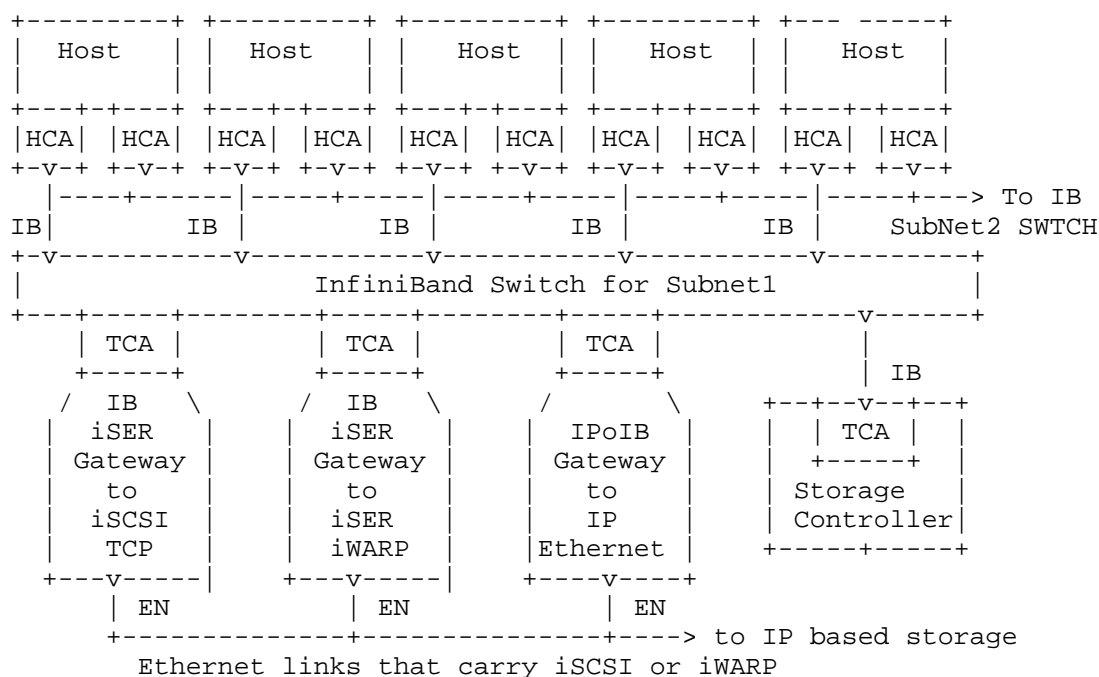 Host Host Host Host Host
HCA HCA HCA HCA HCA HCA HCA HCA HCA HCA
To IB
IB IB IB IB IB SubNet2 SWTCH
InfiniBand Switch for Subnet1
TCA TCA TCA
IB
IB IB
iSER iSER IPoIB TCA
Gateway Gateway Gateway
to to to Storage
iSCSI iSER IP Controller
TCP iWARP Ethernet
EN EN EN
to IP based storage
Ethernet links that carry iSCSI or iWARP